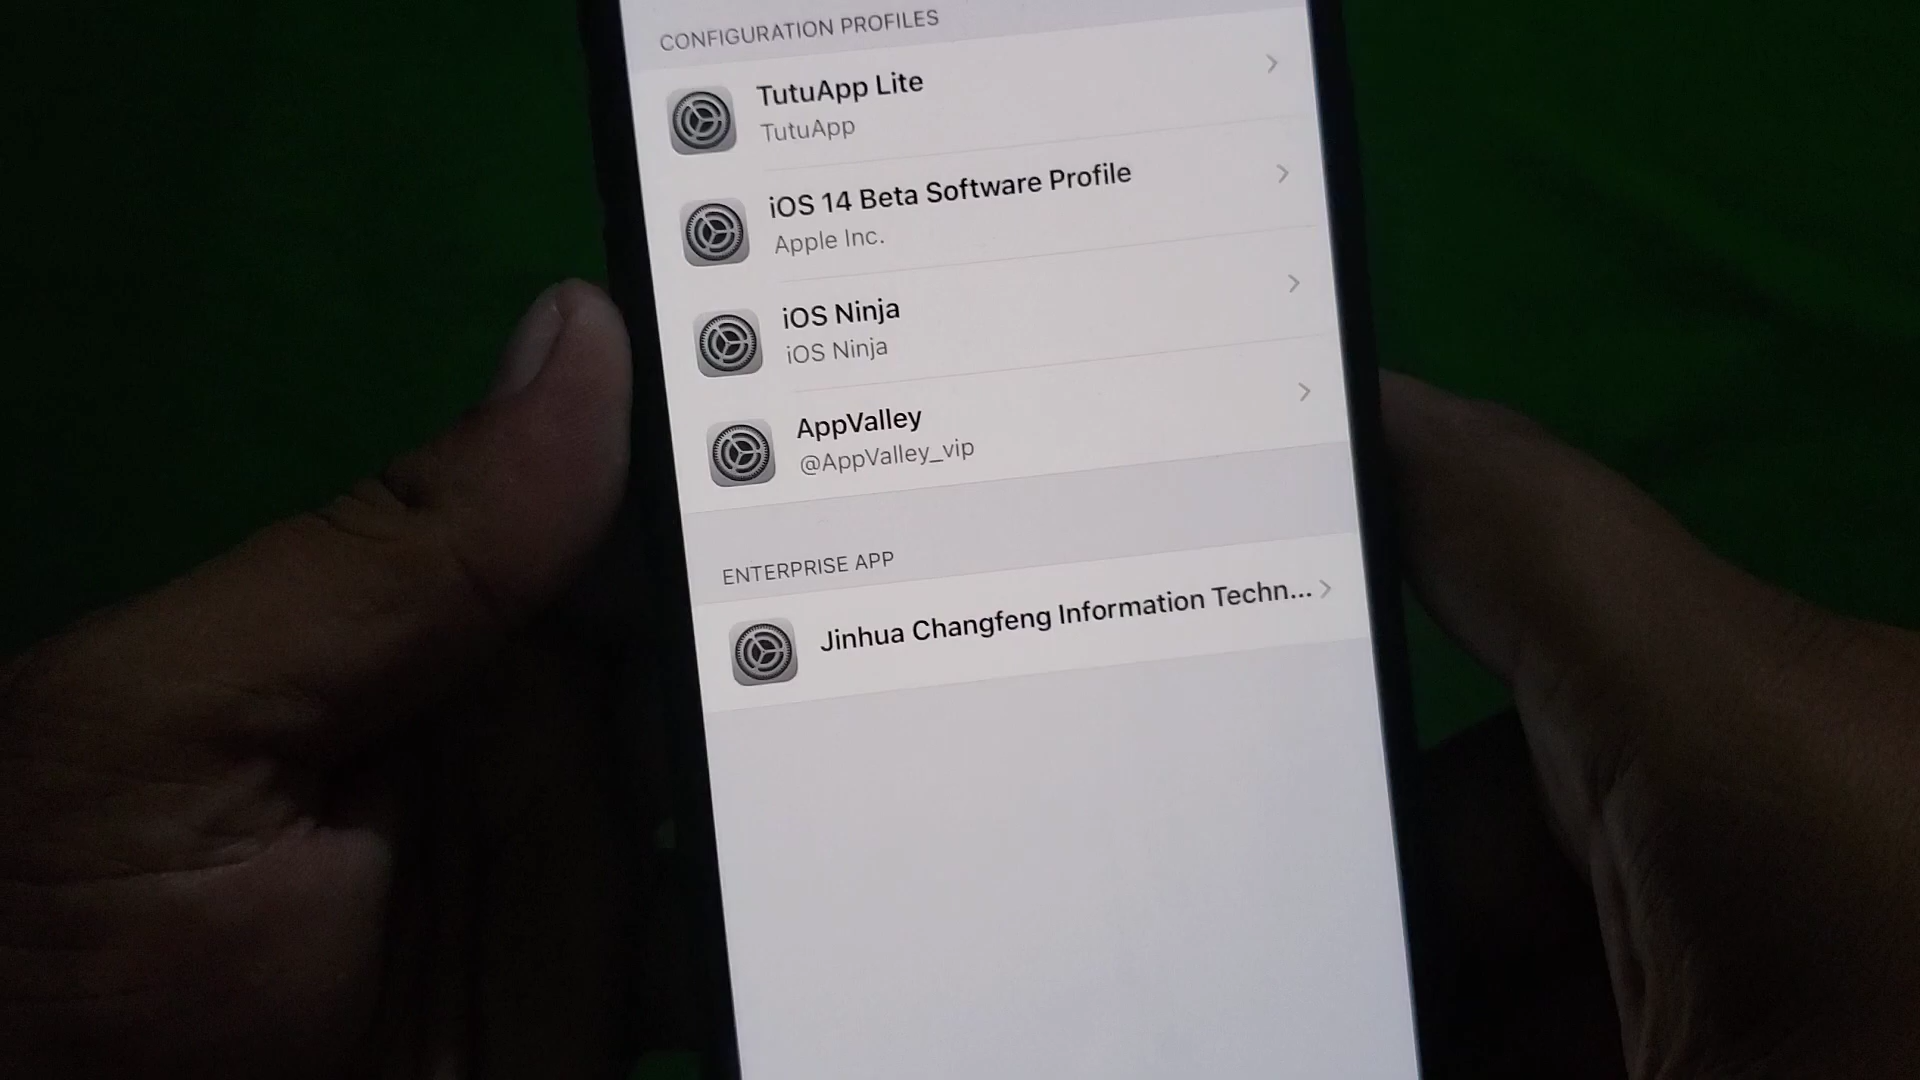 CONFIGURATION PROFILES
TutuApp Lite
TutuApp
iOS 14 Beta Software Profile
Apple Inc.
iOS Ninja
iOS Ninja
AppValley
@AppValley_vip
ENTERPRISE APP
Jinhua Changfeng Information Techn...